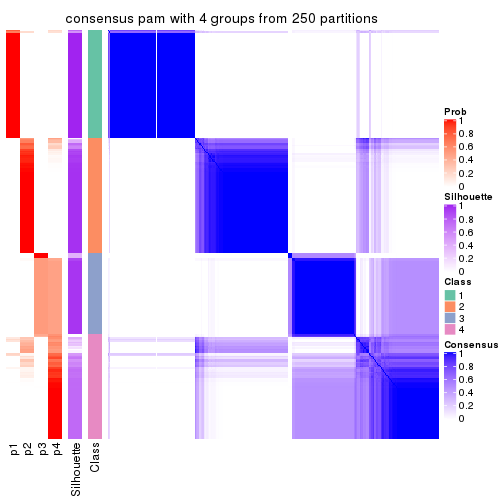 consensus pam with 4 groups from 250 partitions
Prob
1
0.8
0.6
0.4
0.2
0
Silhouette
1
0.8
0.6
0.4
0.2
0
Class
1
2
3
4
Consensus
1
0.8
0.6
0.4
0.2
0
p1
p2
p3
p4
Silhouette
Class